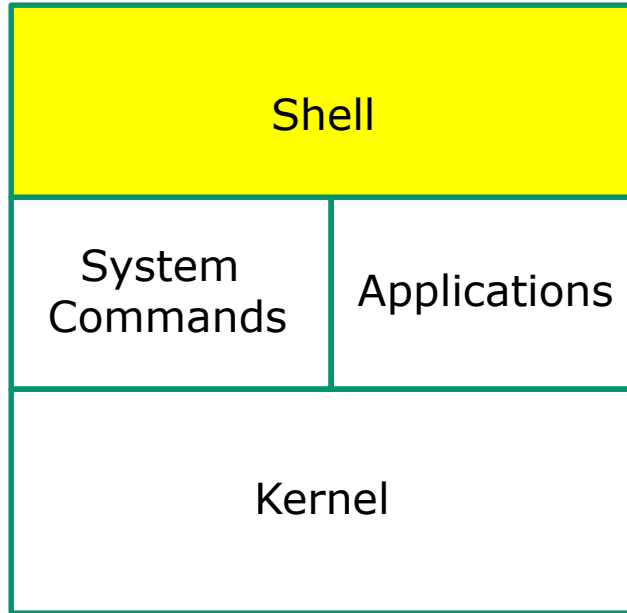 Shell
System
Commands
Applications
Kernel